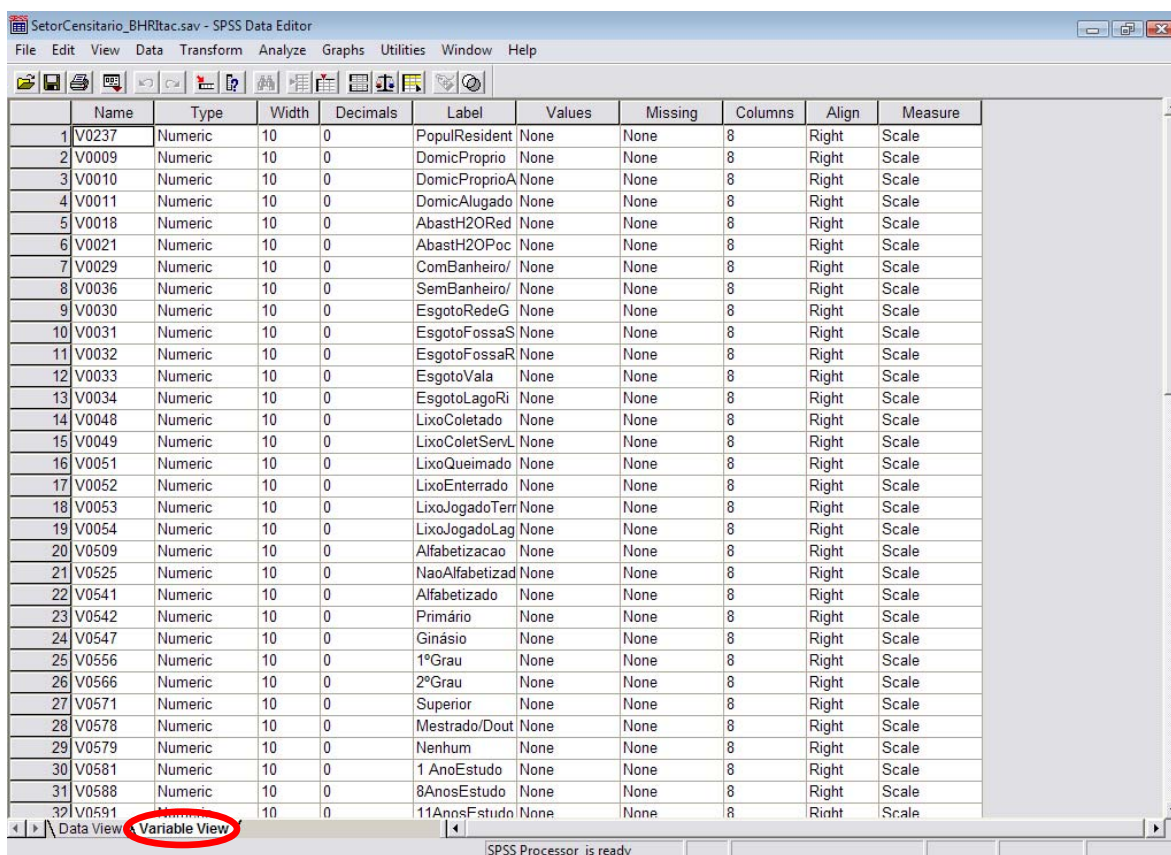 SetorCensitario_BHRItac.sav - SPSS Data Editor
File Edit View Data Transform Analyze Graphs Utilities Window Help
Name Type Width Decimals Label Values Missing Columns Align Measure
1 V0237 Numeric 10 0 PopulResident None None 8 Right Scale
2 V0009 Numeric 10 0 DomicProprio None None 8 Right Scale
3 V0010 Numeric 10 0 DomicProprioA None None 8 Right Scale
4 V0011 Numeric 10 0 DomicAlugado None None 8 Right Scale
5 V0018 Numeric 10 0 AbastH2ORed None None 8 Right Scale
6 V0021 Numeric 10 0 AbastH2OPoc None None 8 Right Scale
7 V0029 Numeric 10 0 ComBanheiro/ None None 8 Right Scale
8 V0036 Numeric 10 0 SemBanheiro/ None None 8 Right Scale
9 V0030 Numeric 10 0 EsgotoRedeG None None 8 Right Scale
10 V0031 Numeric 10 0 EsgotoFossaS None None 8 Right Scale
11 V0032 Numeric 10 0 EsgotoFossaR None None 8 Right Scale
12 V0033 Numeric 10 0 EsgotoVala None None 8 Right Scale
13 V0034 Numeric 10 0 EsgotoLagoRi None None 8 Right Scale
14 V0048 Numeric 10 0 LixoColetado None None 8 Right Scale
15 V0049 Numeric 10 0 LixoColetServL None None 8 Right Scale
16 V0051 Numeric 10 0 LixoQueimado None None 8 Right Scale
17 V0052 Numeric 10 0 LixoEnterrado None None 8 Right Scale
18 V0053 Numeric 10 0 LixoJogadoTerr None None 8 Right Scale
19 V0054 Numeric 10 0 LixoJogadoLag None None 8 Right Scale
20 V0509 Numeric 10 0 Alfabetizacao None None 8 Right Scale
21 V0525 Numeric 10 0 NaoAlfabetizad None None 8 Right Scale
22 V0541 Numeric 10 0 Alfabetizado None None 8 Right Scale
23 V0542 Numeric 10 0 Primário None None 8 Right Scale
24 V0547 Numeric 10 0 Ginásio None None 8 Right Scale
25 V0556 Numeric 10 0 1ºGrau None None 8 Right Scale
26 V0566 Numeric 10 0 2ºGrau None None 8 Right Scale
27 V0571 Numeric 10 0 Superior None None 8 Right Scale
28 V0578 Numeric 10 0 Mestrado/Dout None None 8 Right Scale
29 V0579 Numeric 10 0 Nenhum None None 8 Right Scale
30 V0581 Numeric 10 0 1 AnoEstudo None None 8 Right Scale
31 V0588 Numeric 10 0 8AnosEstudo None None 8 Right Scale
32 V0591 Numeric 10 0 11AnosEstudo None None 8 Right Scale
Data View Variable View
SPSS Processor is ready